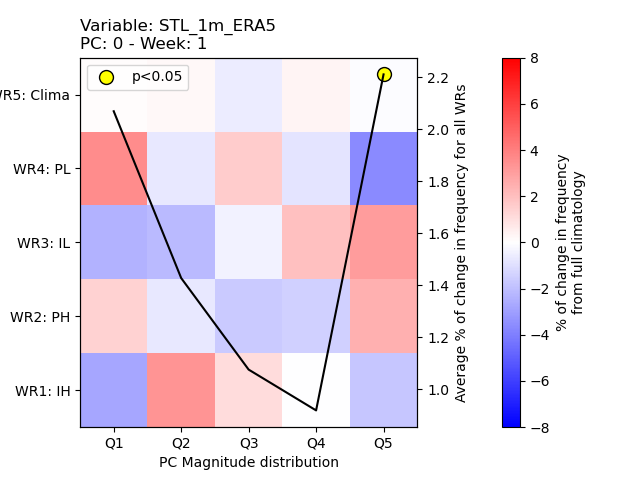 Variable: STL_1m_ERA5
PC: 0 - Week: 1
p<0.05
WR5: Clima
WR4: PL
WR3: IL
WR2: PH
WR1: IH
Q1 Q2 Q3 Q4 Q5
PC Magnitude distribution
2.2
2.0
1.8
1.6
1.4
1.2
1.0
Average % of change in frequency for all WRs
8
6
4
2
0
−2
−4
−6
−8
% of change in frequency
from full climatology